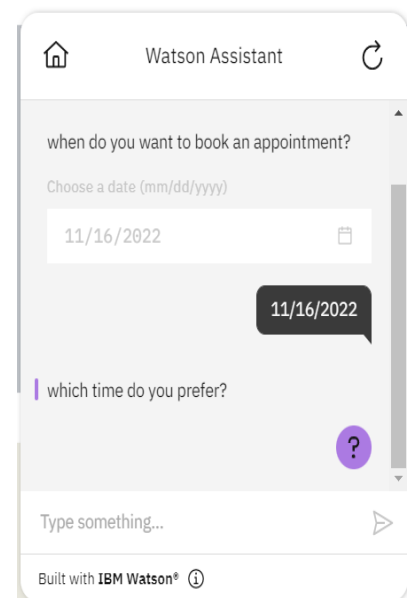 Watson Assistant
when do you want to book an appointment?
Choose a date (mm/dd/yyyy)
11/16/2022
11/16/2022
which time do you prefer?
?
Type something...
Built with IBM Watson®